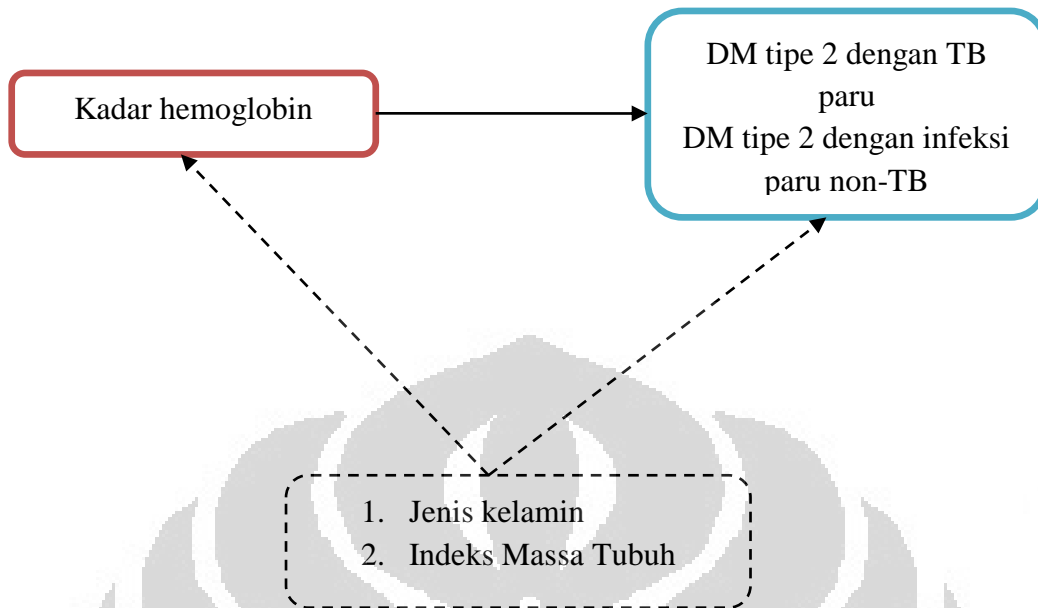 Kadar hemoglobin
DM tipe 2 dengan TB
paru
DM tipe 2 dengan infeksi
paru non-TB
1. Jenis kelamin
2. Indeks Massa Tubuh